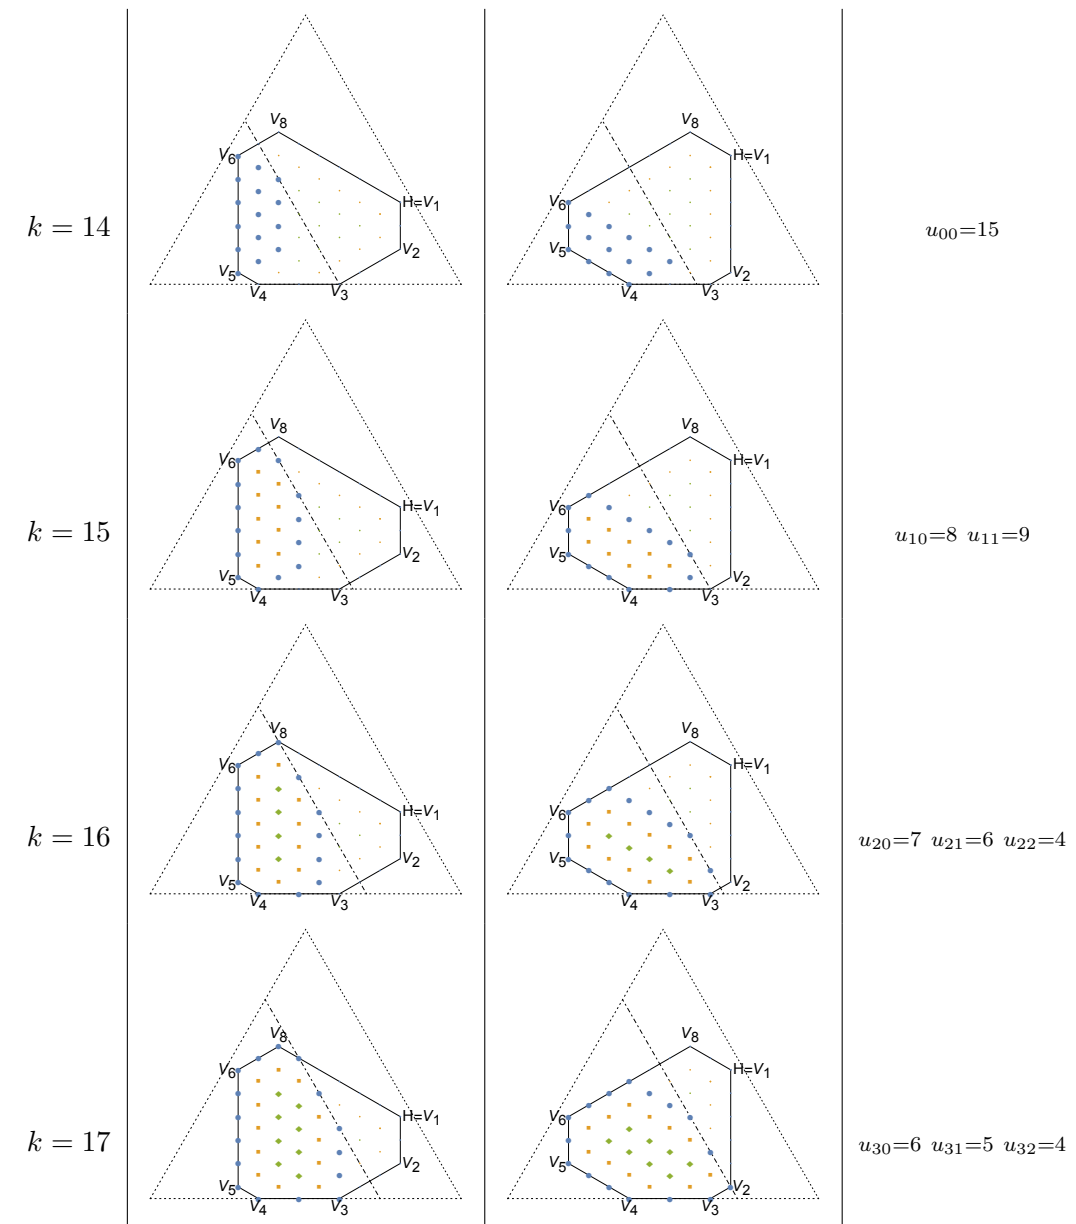 V8
V6 H=V1
V2
V5
V4 V3
V8
H=V1
V6
V5
V2
V4 V3
k = 14
u00=15
V8
V6
H=V1
V2
V5
V4 V3
V8
H=V1
V6
V5
V2
V4 V3
k = 15
u10=8 u11=9
V8
V6
H=V1
V2
V5
V4 V3
V8
H=V1
V6
V5
V2
V4 V3
k = 16
u20=7 u21=6 u22=4
V8
V6
H=V1
V2
V5
V4 V3
V8
H=V1
V6
V5
V2
V4 V3
k = 17
u30=6 u31=5 u32=4